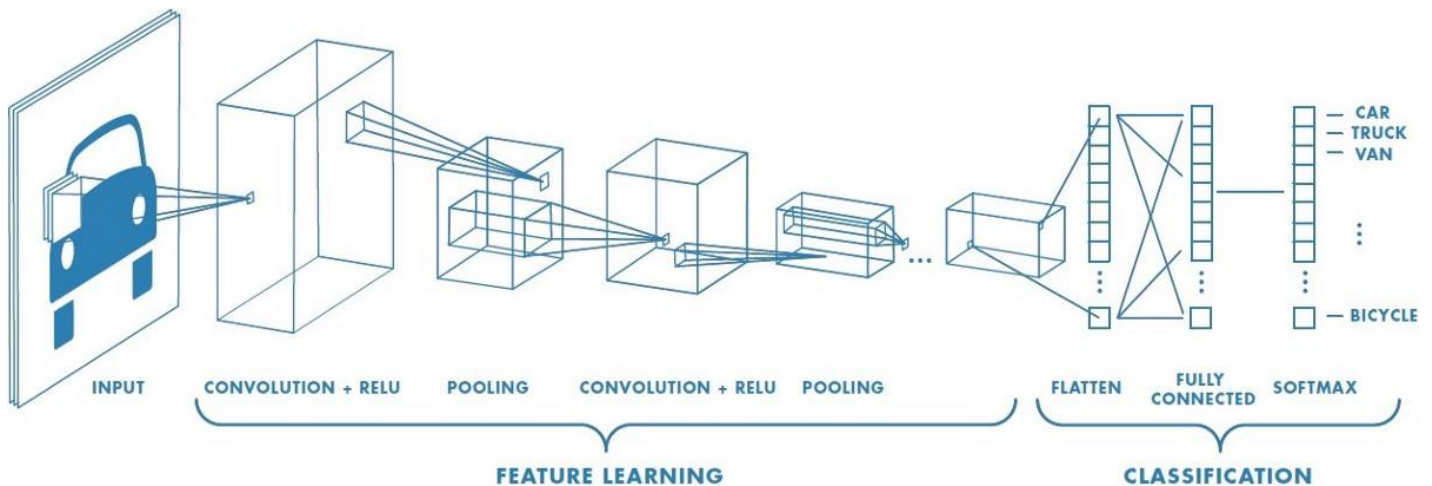 CAR
TRUCK
VAN
BICYCLE
INPUT
CONVOLUTION + RELU
POOLING
CONVOLUTION + RELU
POOLING
FLATTEN
FULLY
CONNECTED
SOFTMAX
FEATURE LEARNING
CLASSIFICATION